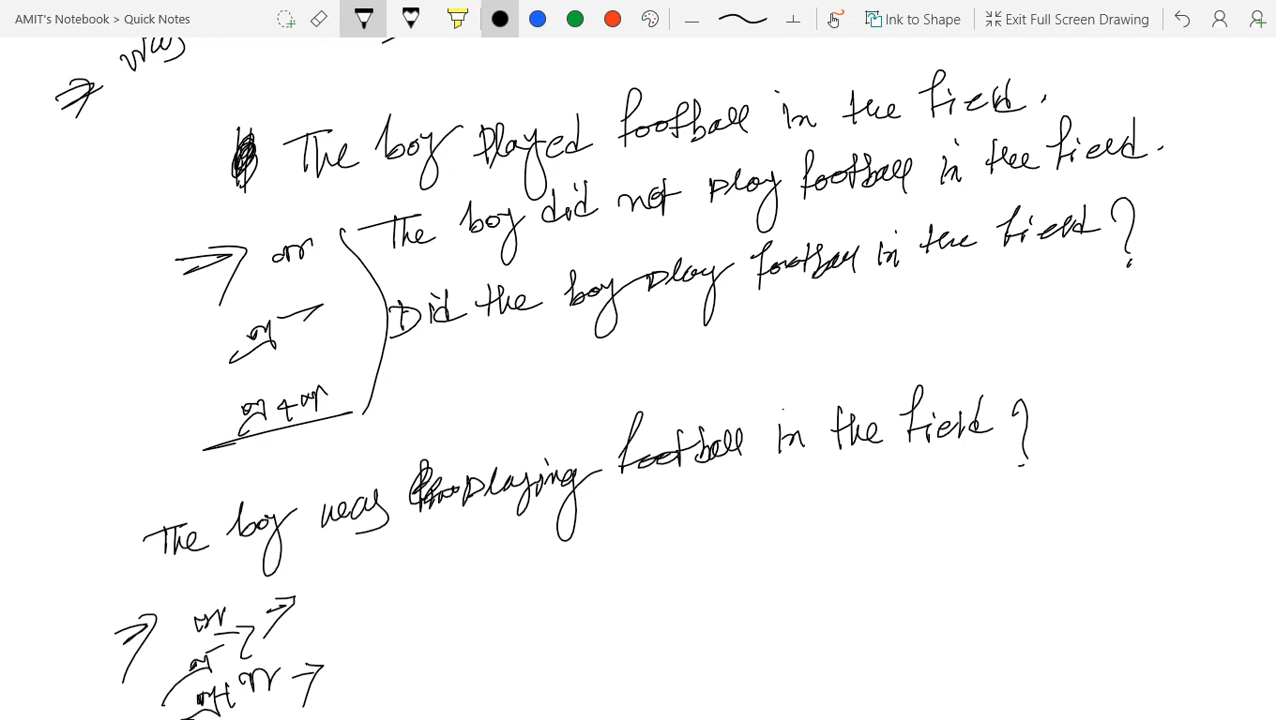 AMIT's Notebook > Quick Notes
Ink to Shape
Exit Full Screen Drawing
was
The boy played football in the field.
The boy did not play football in the field.
Did the boy play football in the field?
The boy was playing football in the field?